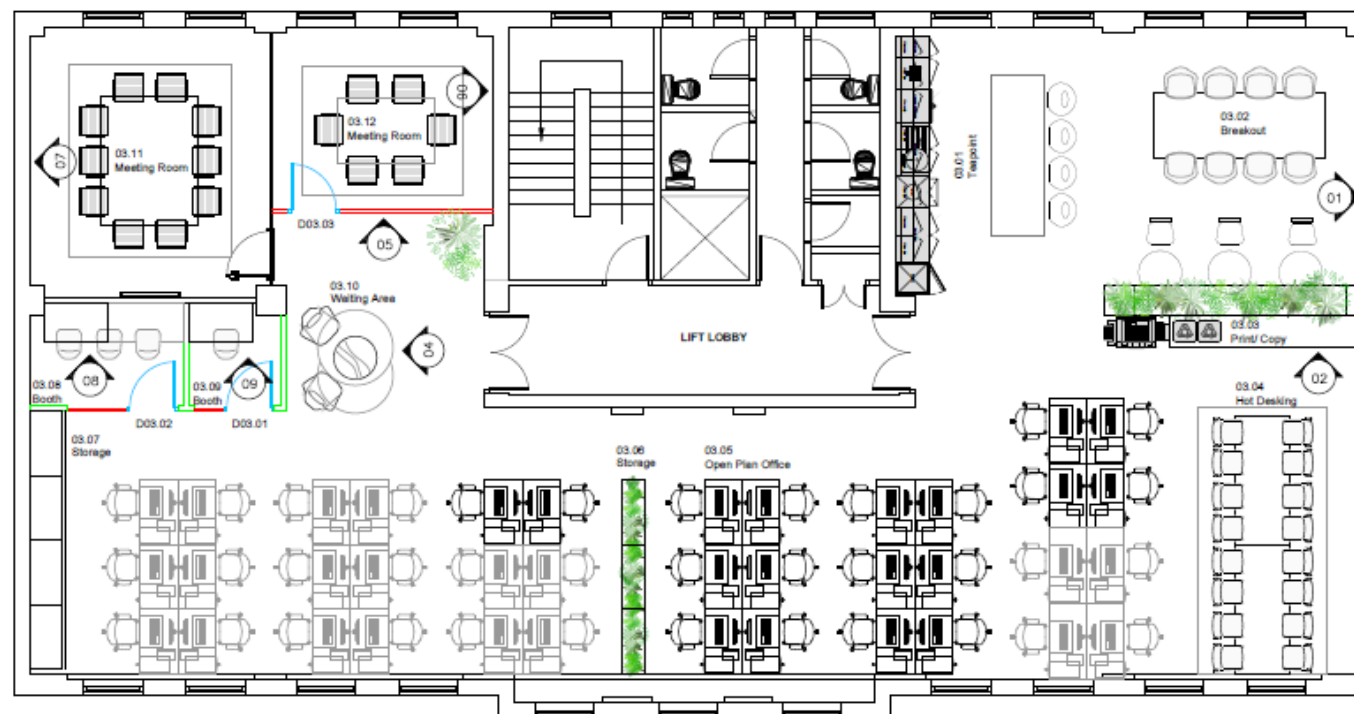 03.11
Meeting Room
07
03.12
Meeting Room
06
D03.03
05
03.10
Waiting Area
04
LIFT LOBBY
03.01
Teapoint
03.02
Breakout
01
03.03
Print/ Copy
02
03.04
Hot Desking
03.08
Booth
08
03.09
Booth
09
D03.02
D03.01
03.07
Storage
03.06
Storage
03.05
Open Plan Office